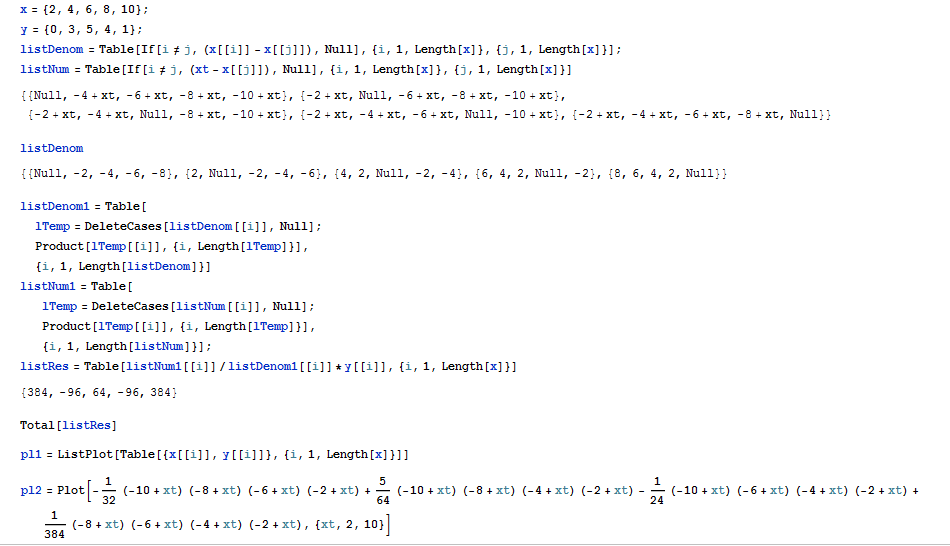 x = {2, 4, 6, 8, 10};
y = {0, 3, 5, 4, 1};
listDenom = Table[If[i ≠ j, (x[[i]] - x[[j]]), Null], {i, 1, Length[x]}, {j, 1, Length[x]}];
listNum = Table[If[i ≠ j, (xt - x[[j]]), Null], {i, 1, Length[x]}, {j, 1, Length[x]}]
{{Null, -4 + xt, -6 + xt, -8 + xt, -10 + xt}, {-2 + xt, Null, -6 + xt, -8 + xt, -10 + xt},
{-2 + xt, -4 + xt, Null, -8 + xt, -10 + xt}, {-2 + xt, -4 + xt, -6 + xt, Null, -10 + xt}, {-2 + xt, -4 + xt, -6 + xt, -8 + xt, Null}}
listDenom
{{Null, -2, -4, -6, -8}, {2, Null, -2, -4, -6}, {4, 2, Null, -2, -4}, {6, 4, 2, Null, -2}, {8, 6, 4, 2, Null}}
listDenom1 = Table[
lTemp = DeleteCases[listDenom[[i]], Null];
Product[lTemp[[i]], {i, Length[lTemp]}],
{i, 1, Length[listDenom]}]
listNum1 = Table[
lTemp = DeleteCases[listNum[[i]], Null];
Product[lTemp[[i]], {i, Length[lTemp]}],
{i, 1, Length[listNum]}];
listRes = Table[listNum1[[i]] / listDenom1[[i]] * y[[i]], {i, 1, Length[x]}]
{384, -96, 64, -96, 384}
Total[listRes]
pl1 = ListPlot[Table[{x[[i]], y[[i]]}, {i, 1, Length[x]}]]
pl2 = Plot[-1/32 (-10 + xt) (-8 + xt) (-6 + xt) (-2 + xt) + 5/64 (-10 + xt) (-8 + xt) (-4 + xt) (-2 + xt) - 1/24 (-10 + xt) (-6 + xt) (-4 + xt) (-2 + xt) +
1/384 (-8 + xt) (-6 + xt) (-4 + xt) (-2 + xt), {xt, 2, 10}]